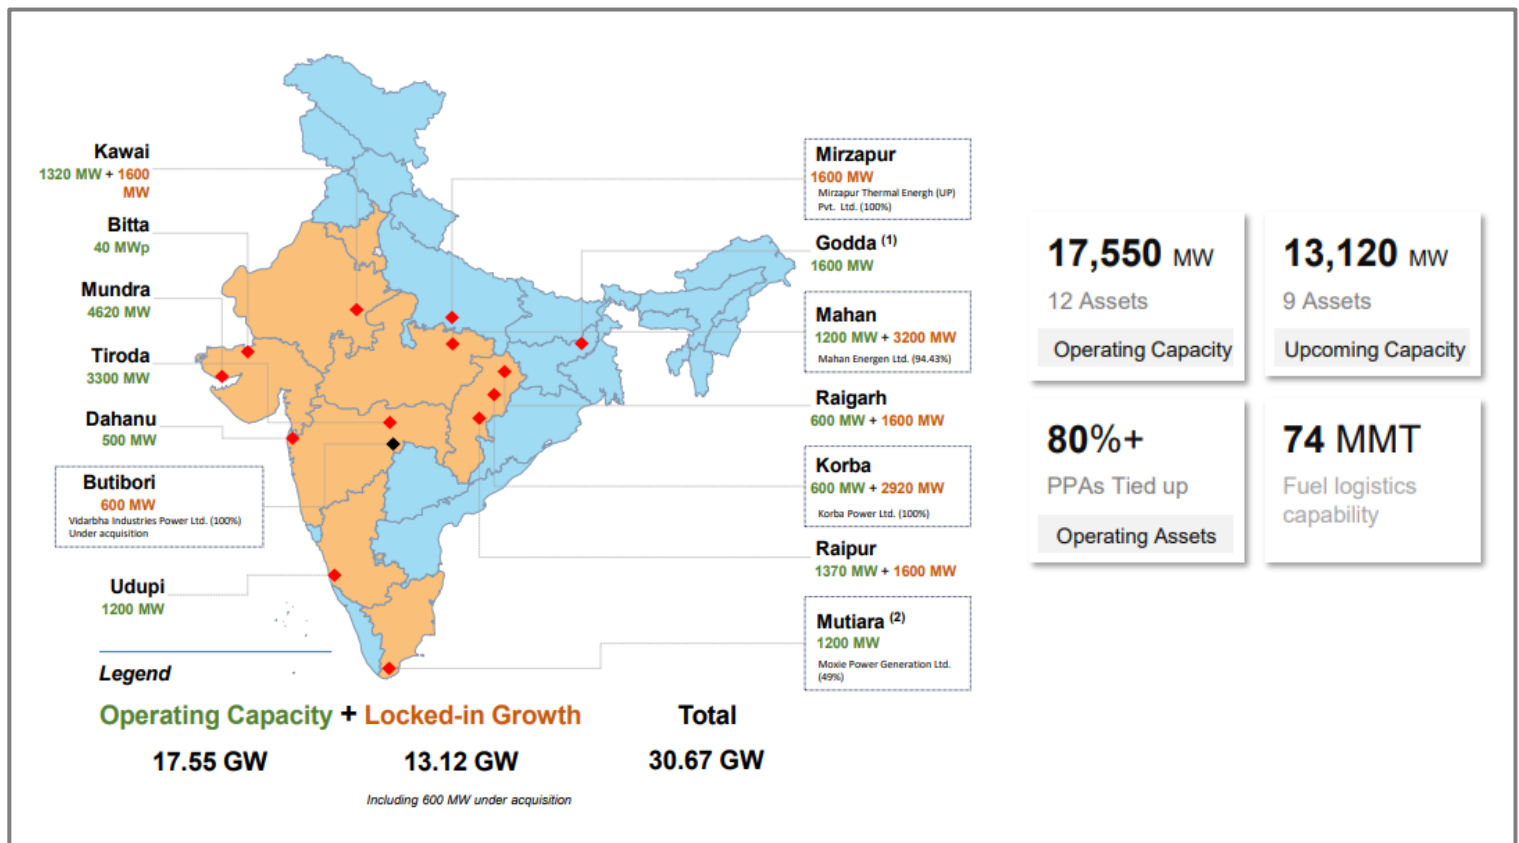 Kawai
1320 MW + 1600
MW
Bitta
40 MWp
Mundra
4620 MW
Tiroda
3300 MW
Dahanu
500 MW
Butibori
600 MW
Vidarbha Industries Power Ltd. (100%)
Under acquisition
Udupi
1200 MW
Mirzapur
1600 MW
Mirzapur Thermal Energh (UP)
Pvt. Ltd. (100%)
Godda (1)
1600 MW
Mahan
1200 MW + 3200 MW
Mahan Energen Ltd. (94.43%)
Raigarh
600 MW + 1600 MW
Korba
600 MW + 2920 MW
Korba Power Ltd. (100%)
Raipur
1370 MW + 1600 MW
Mutiara (2)
1200 MW
Moxie Power Generation Ltd.
(49%)
Legend
Operating Capacity + Locked-in Growth Total
17.55 GW 13.12 GW 30.67 GW
Including 600 MW under acquisition
17,550 MW
12 Assets
Operating Capacity
13,120 MW
9 Assets
Upcoming Capacity
80%+
PPAs Tied up
Operating Assets
74 MMT
Fuel logistics
capability